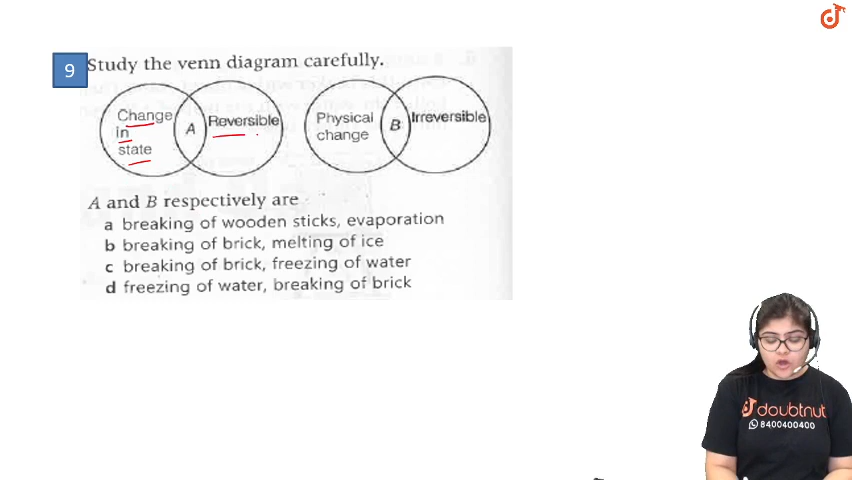 9 Study the venn diagram carefully.
Change
in
state
A
Reversible
Physical
change
B
Irreversible
A and B respectively are
a breaking of wooden sticks, evaporation
b breaking of brick, melting of ice
c breaking of brick, freezing of water
d freezing of water, breaking of brick
doubtnut
8400400400